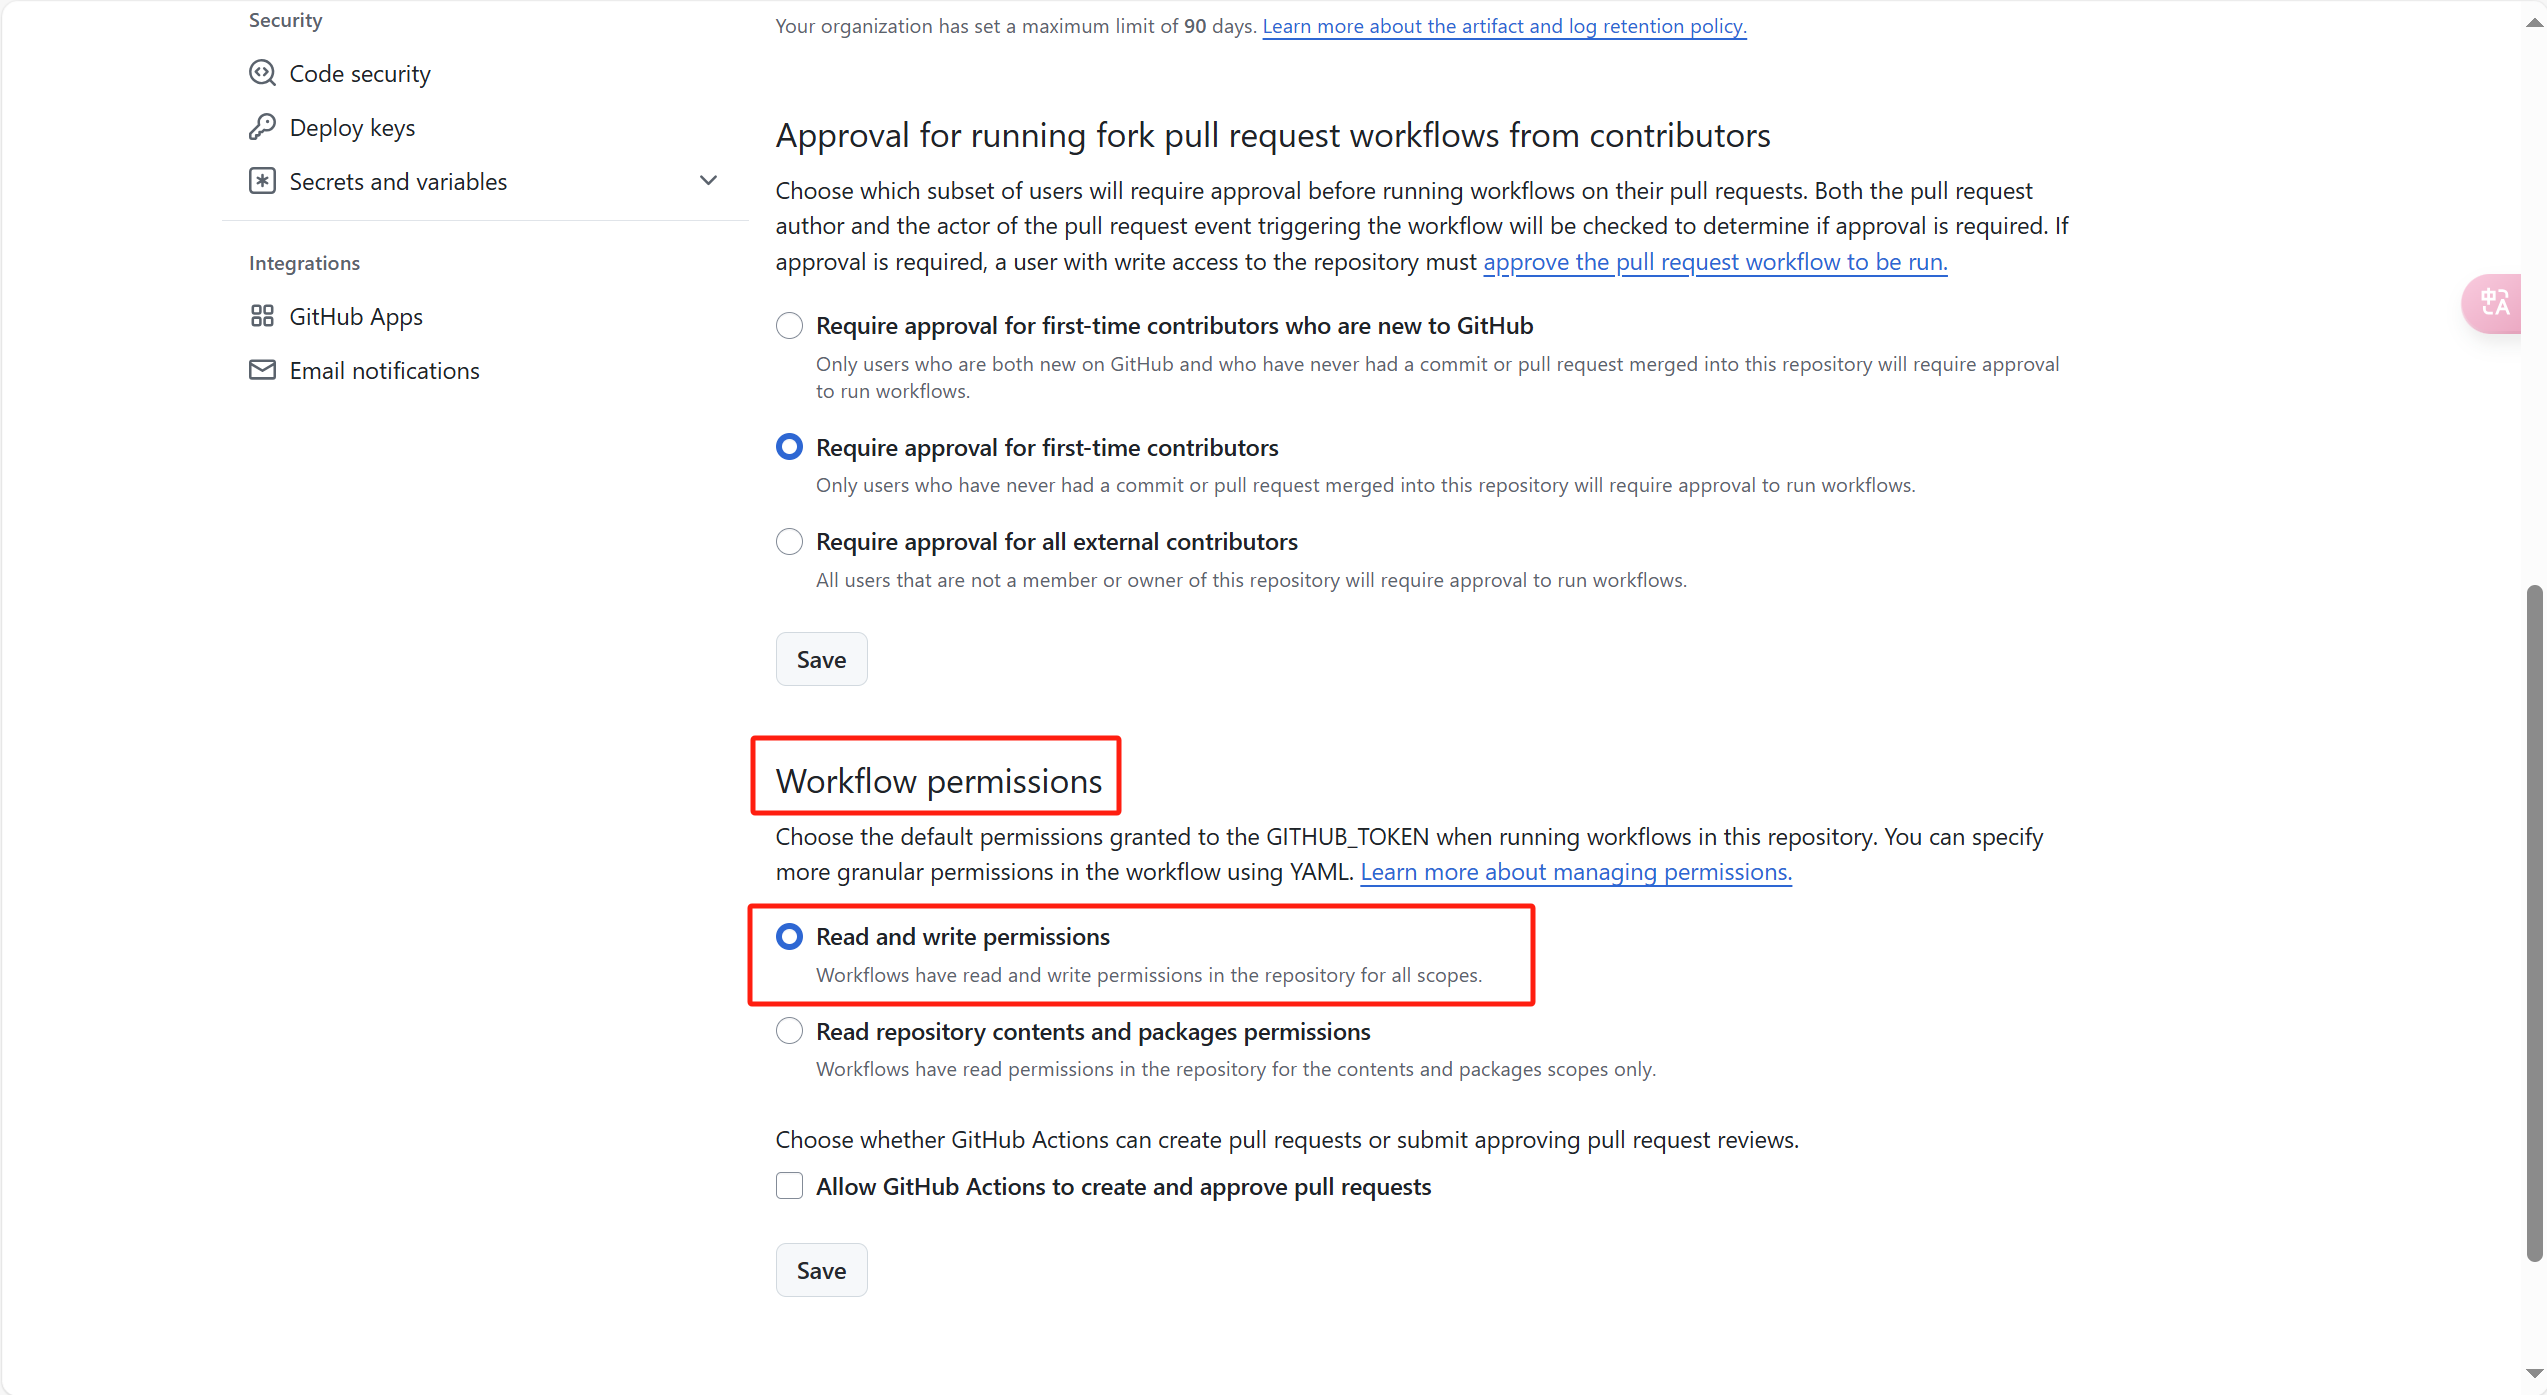 Security
Code security
Deploy keys
Secrets and variables
Integrations
GitHub Apps
Email notifications
Your organization has set a maximum limit of 90 days. Learn more about the artifact and log retention policy.
Approval for running fork pull request workflows from contributors
Choose which subset of users will require approval before running workflows on their pull requests. Both the pull request
author and the actor of the pull request event triggering the workflow will be checked to determine if approval is required. If
approval is required, a user with write access to the repository must approve the pull request workflow to be run.
Require approval for first-time contributors who are new to GitHub
Only users who are both new on GitHub and who have never had a commit or pull request merged into this repository will require approval
to run workflows.
Require approval for first-time contributors
Only users who have never had a commit or pull request merged into this repository will require approval to run workflows.
Require approval for all external contributors
All users that are not a member or owner of this repository will require approval to run workflows.
Save
Workflow permissions
Choose the default permissions granted to the GITHUB_TOKEN when running workflows in this repository. You can specify
more granular permissions in the workflow using YAML. Learn more about managing permissions.
Read and write permissions
Workflows have read and write permissions in the repository for all scopes.
Read repository contents and packages permissions
Workflows have read permissions in the repository for the contents and packages scopes only.
Choose whether GitHub Actions can create pull requests or submit approving pull request reviews.
Allow GitHub Actions to create and approve pull requests
Save
中A